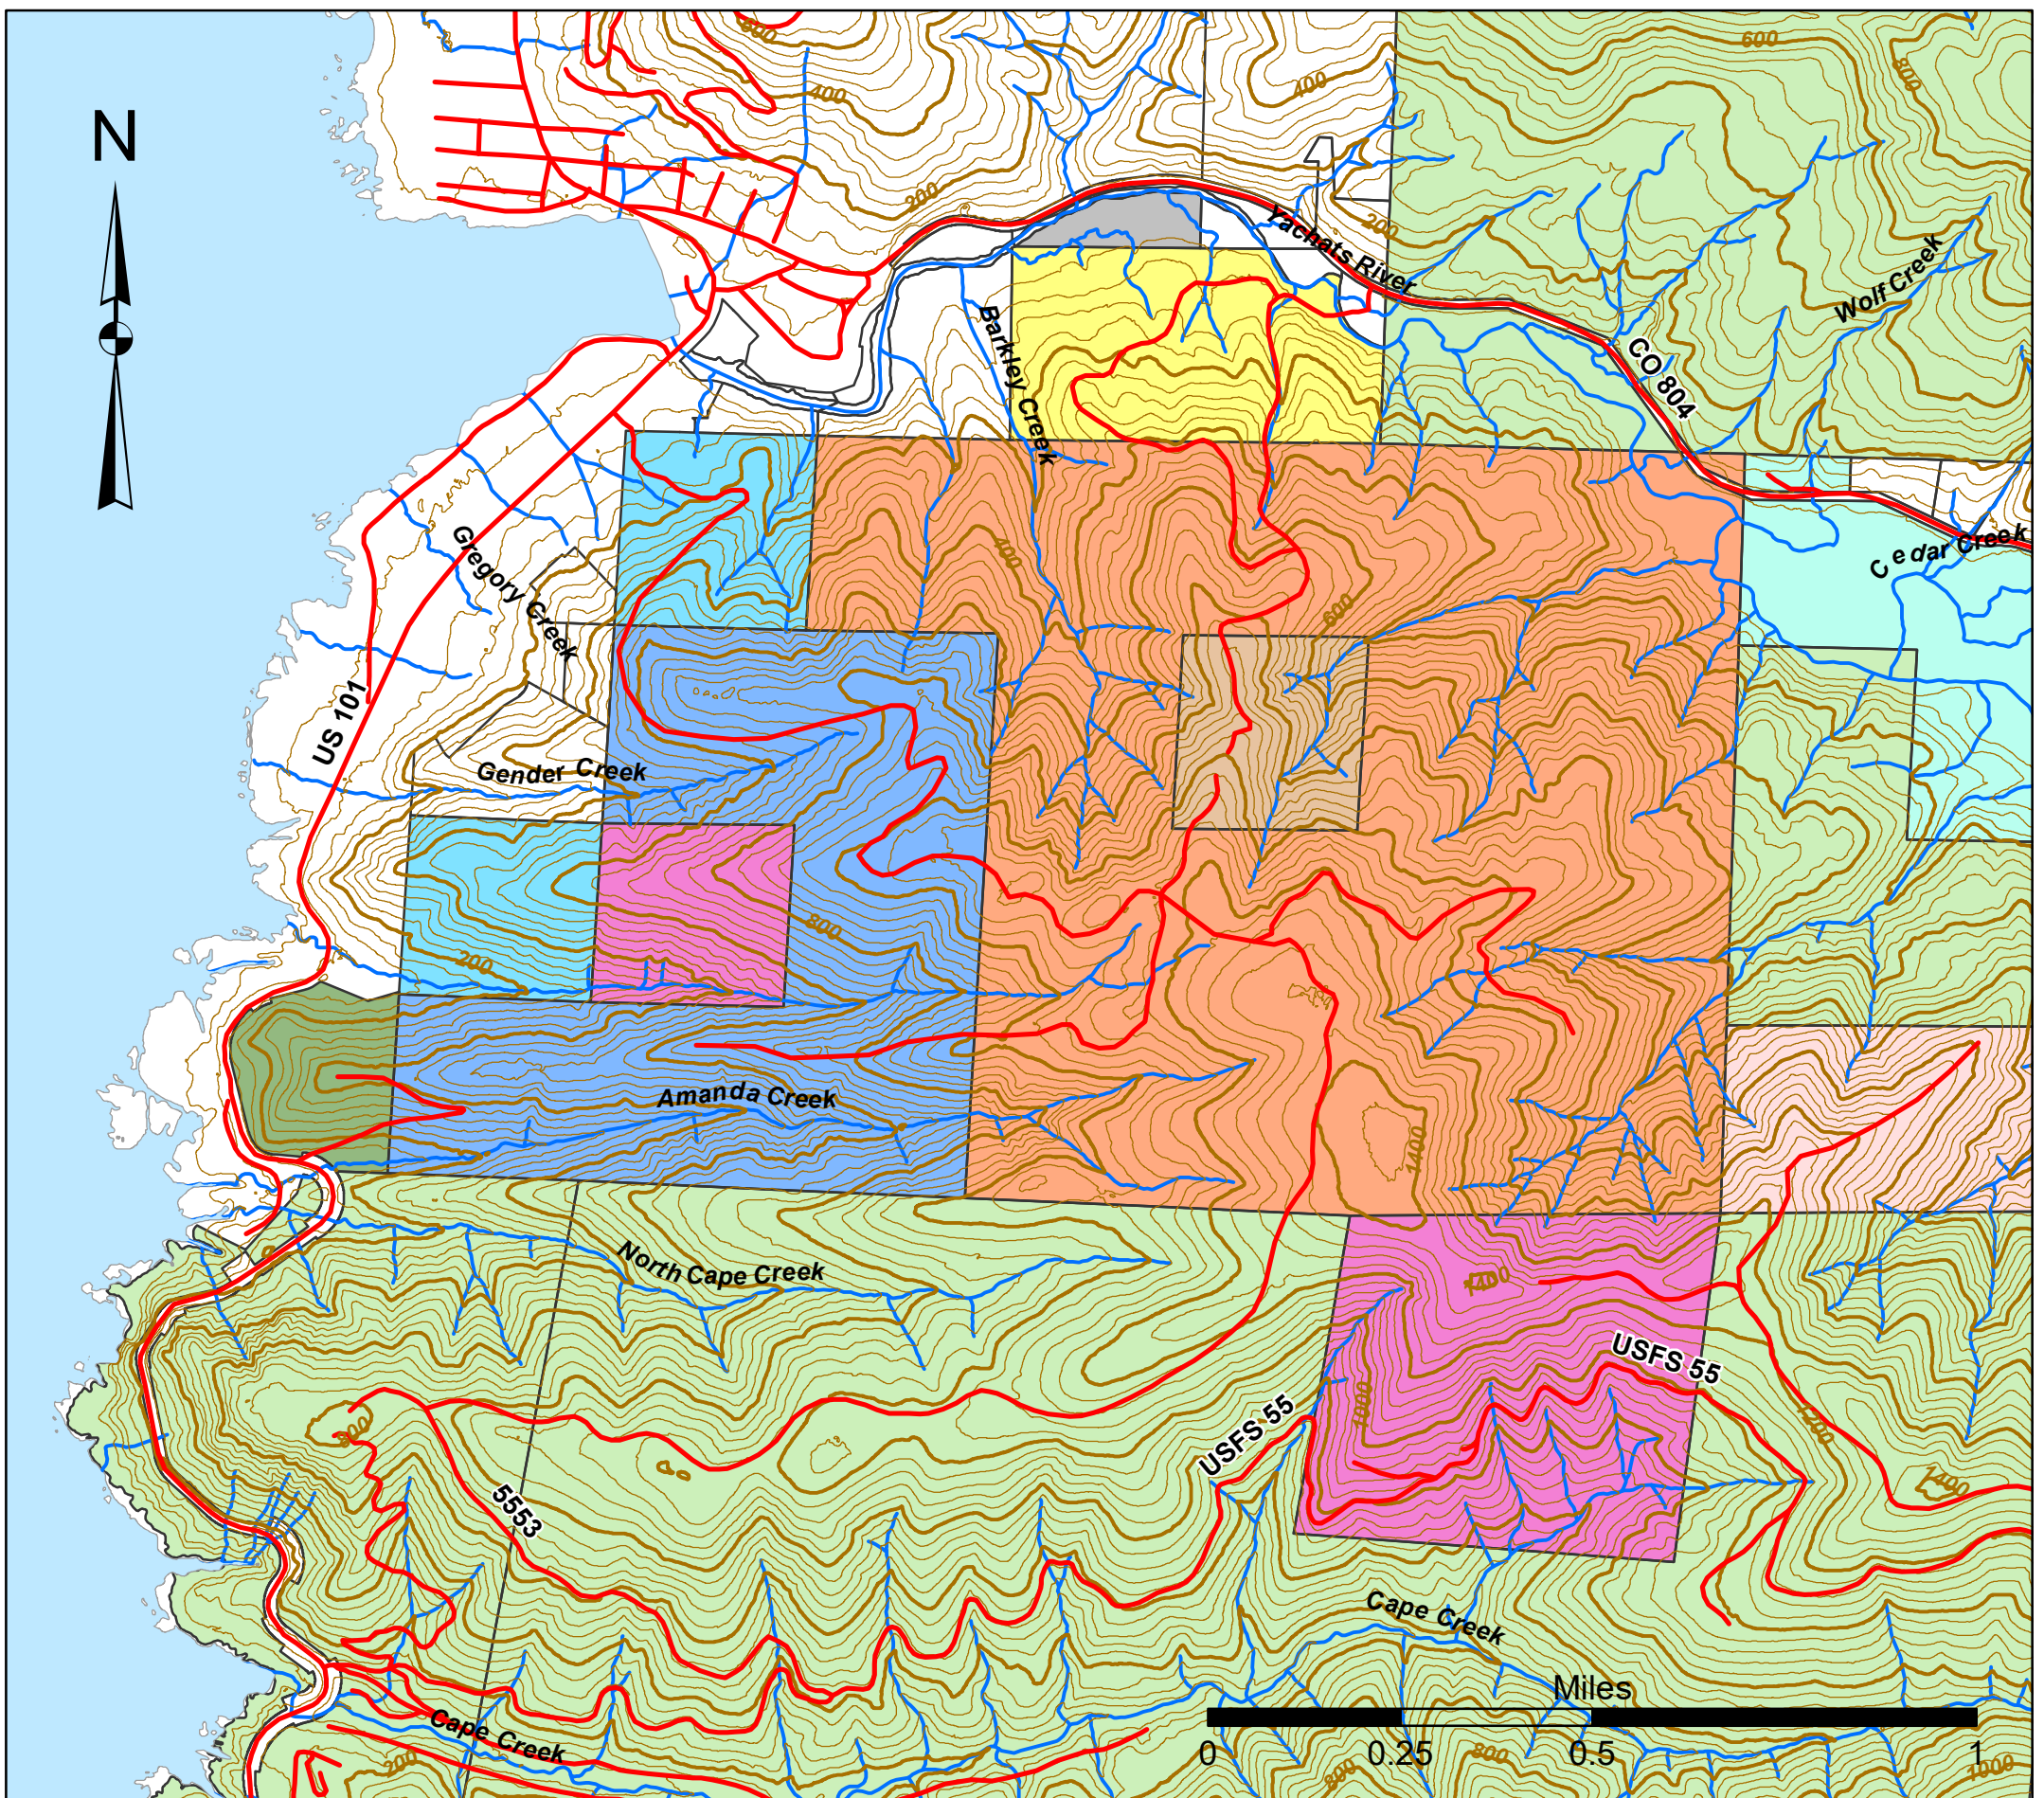 600
600
800
N
400
400
200
200
Yachats River
Wolf Creek
Barkley Creek
CO 804
Gregory Creek
400
Cedar Creek
600
US 101
Gender Creek
800
200
Amanda Creek
1400
North Cape Creek
1400
USFS 55
1000
USFS 55
800
1200
1400
5553
Cape Creek
Miles
Cape Creek
0 0.25 0.5 1
200
800
800
1000